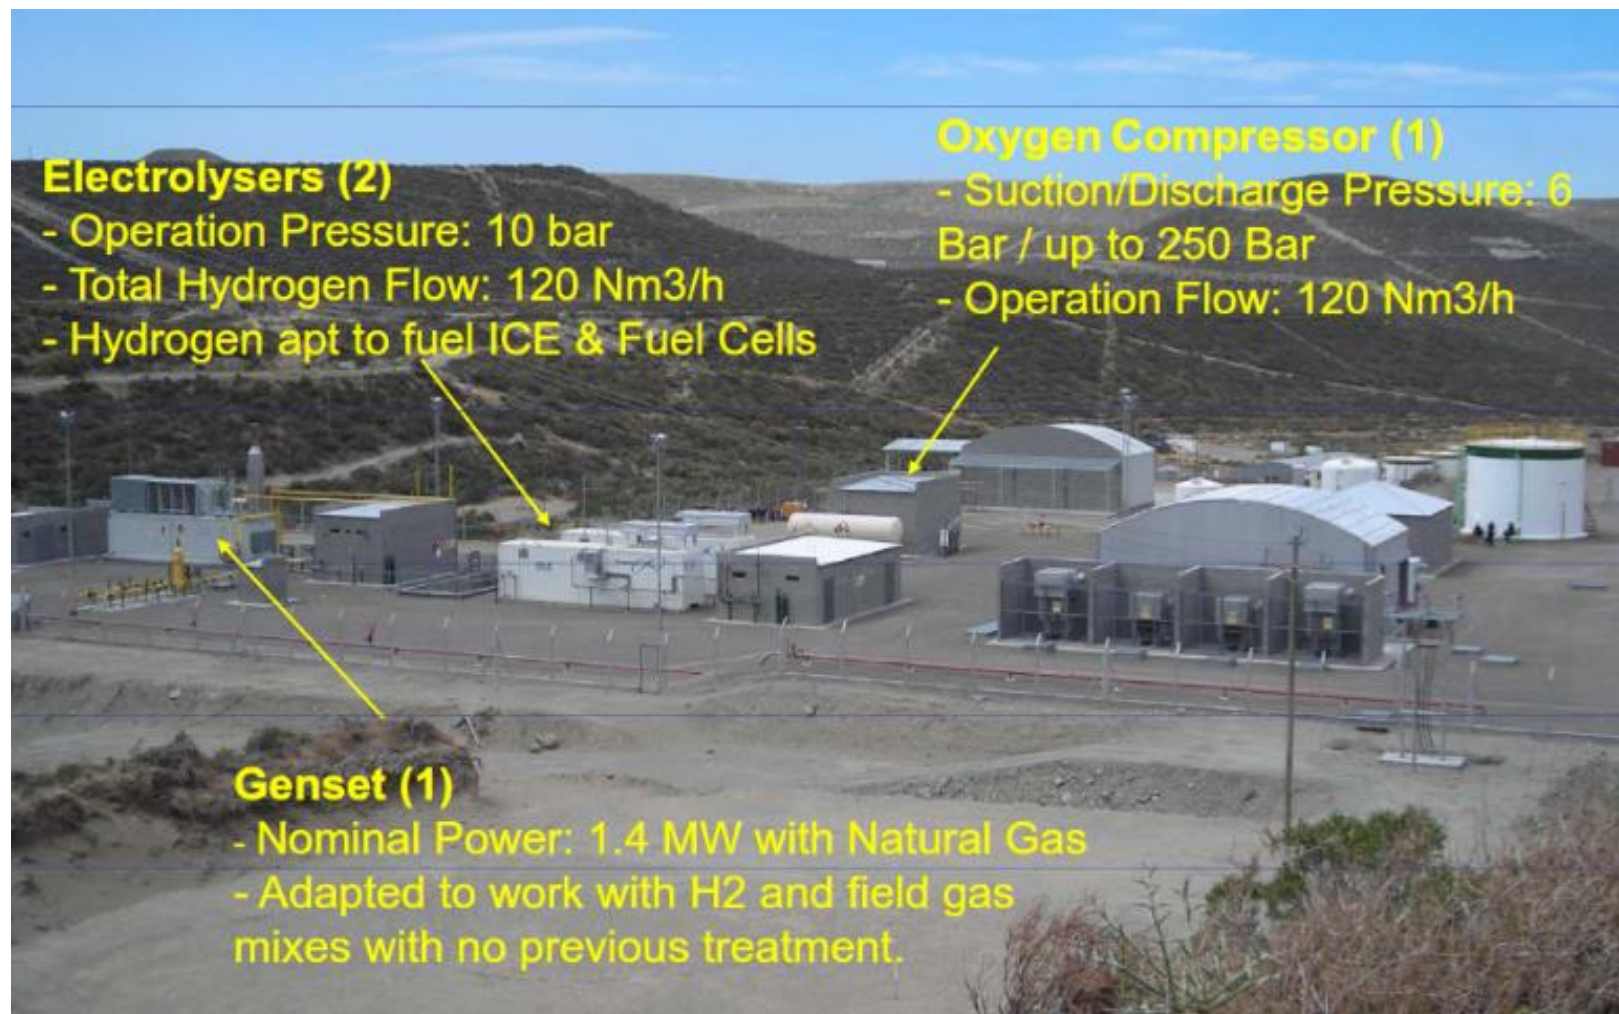 Electrolysers (2)
- Operation Pressure: 10 bar
- Total Hydrogen Flow: 120 Nm3/h
- Hydrogen apt to fuel ICE & Fuel Cells
Oxygen Compressor (1)
- Suction/Discharge Pressure: 6
Bar / up to 250 Bar
- Operation Flow: 120 Nm3/h
Genset (1)
- Nominal Power: 1.4 MW with Natural Gas
- Adapted to work with H2 and field gas
mixes with no previous treatment.